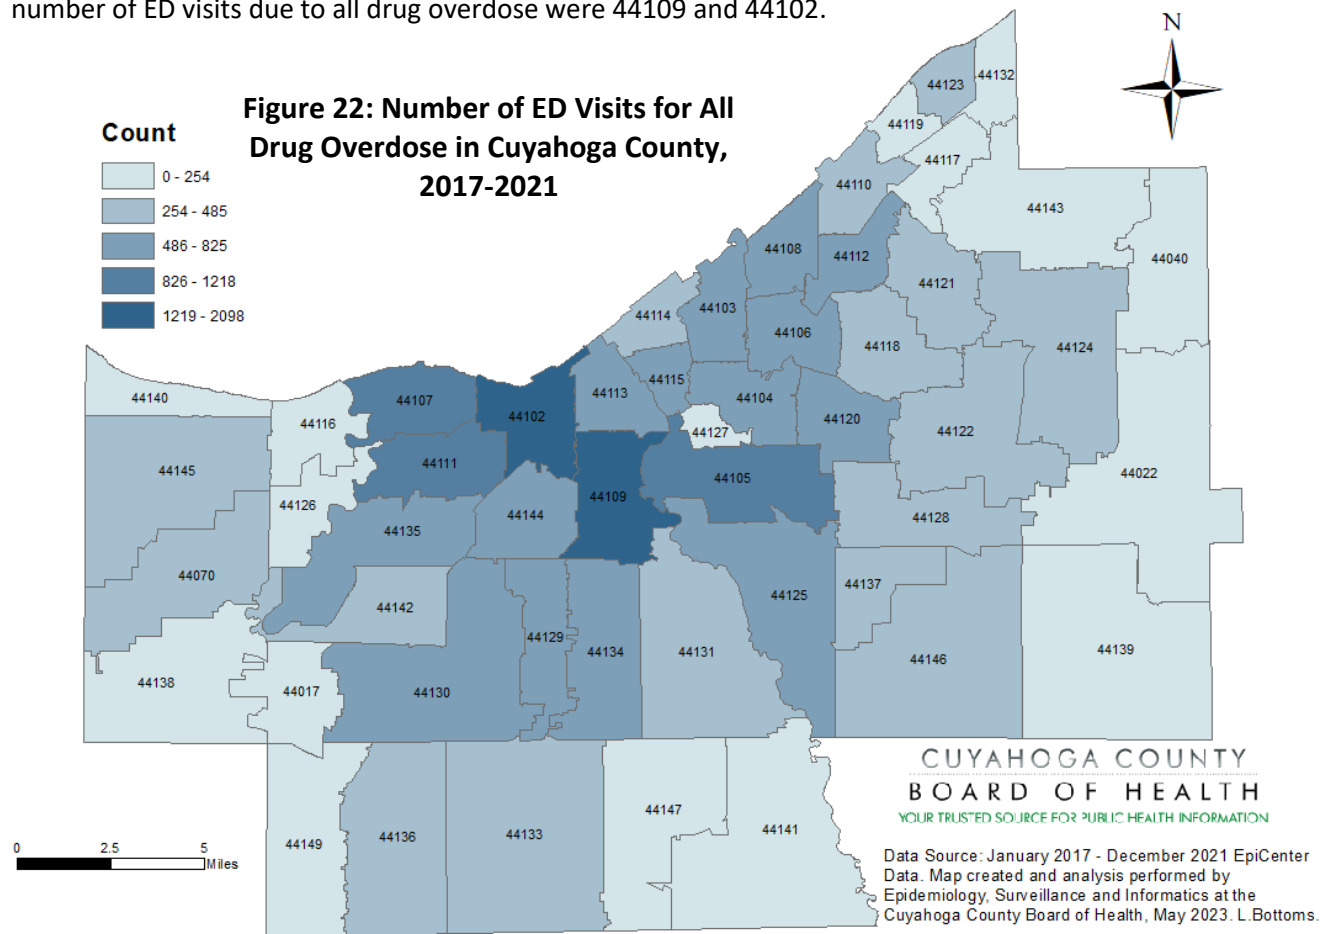 number of ED visits due to all drug overdose were 44109 and 44102.
N
Figure 22: Number of ED Visits for All
Drug Overdose in Cuyahoga County,
2017-2021
Count
0 - 254
254 - 485
486 - 825
826 - 1218
1219 - 2098
44123
44132
44119
44117
44110
44143
44108
44112
44040
44121
44103
44114
44106
44118
44124
44115
44140
44107
44113
44104
44102
44116
44120
44127
44122
44145
44111
44022
44105
44109
44126
44144
44128
44135
44070
44137
44125
44142
44129
44134
44131
44139
44146
44138
44017
44130
44147
44141
44149
44136
44133
CUYAHOGA COUNTY
BOARD OF HEALTH
YOUR TRUSTED SOURCE FOR PUBLIC HEALTH INFORMATION
0 2.5 5
Miles
Data Source: January 2017 - December 2021 EpiCenter
Data. Map created and analysis performed by
Epidemiology, Surveillance and Informatics at the
Cuyahoga County Board of Health, May 2023. L.Bottoms.